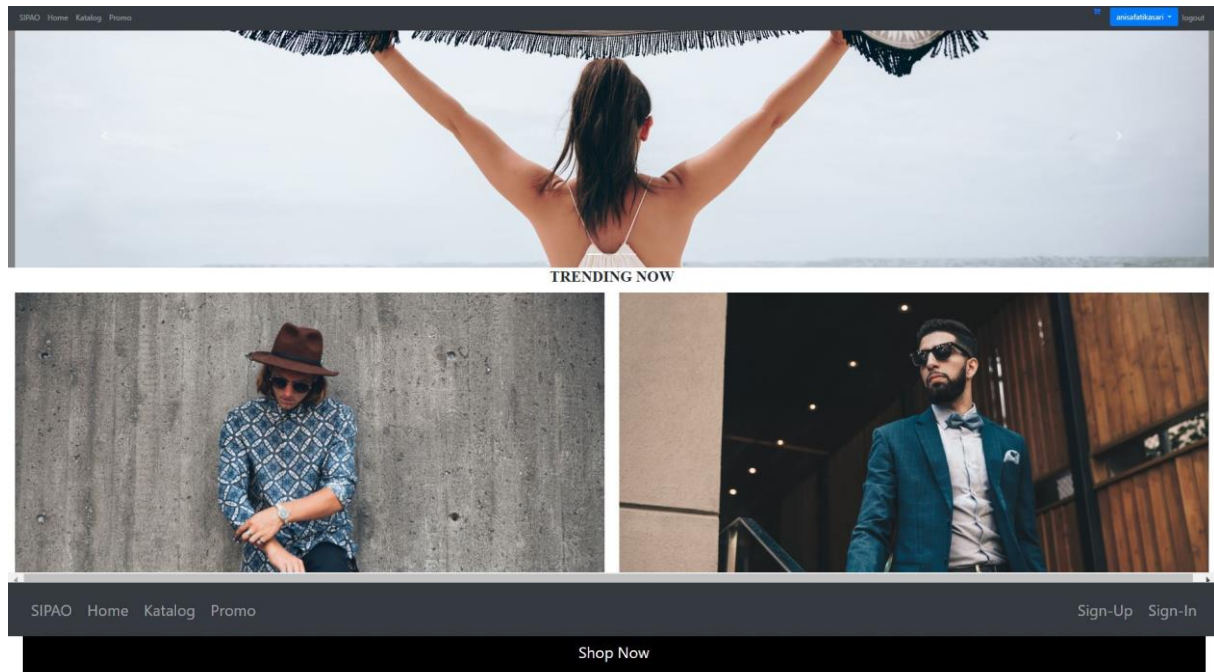 SIPAO Home Katalog Promo anisafatikasari logout
TRENDING NOW
SIPAO Home Katalog Promo Sign-Up Sign-In
Shop Now